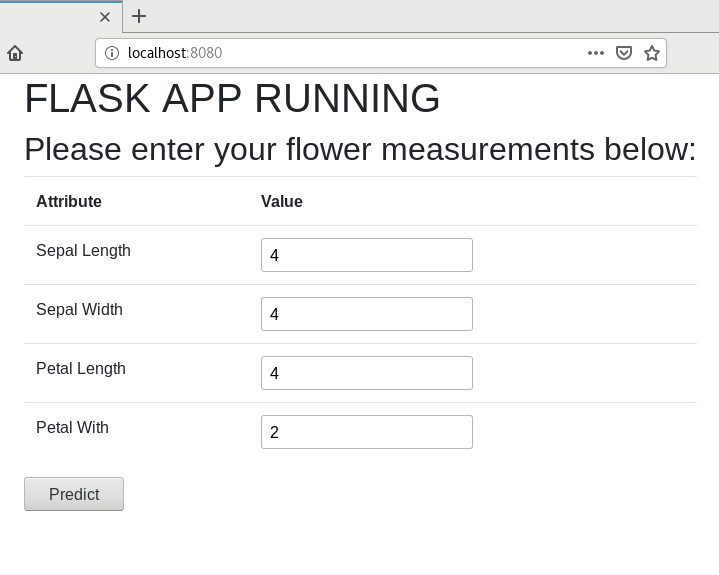 localhost:8080
FLASK APP RUNNING
Please enter your flower measurements below:
Attribute Value
Sepal Length 4
Sepal Width 4
Petal Length 4
Petal With 2
Predict